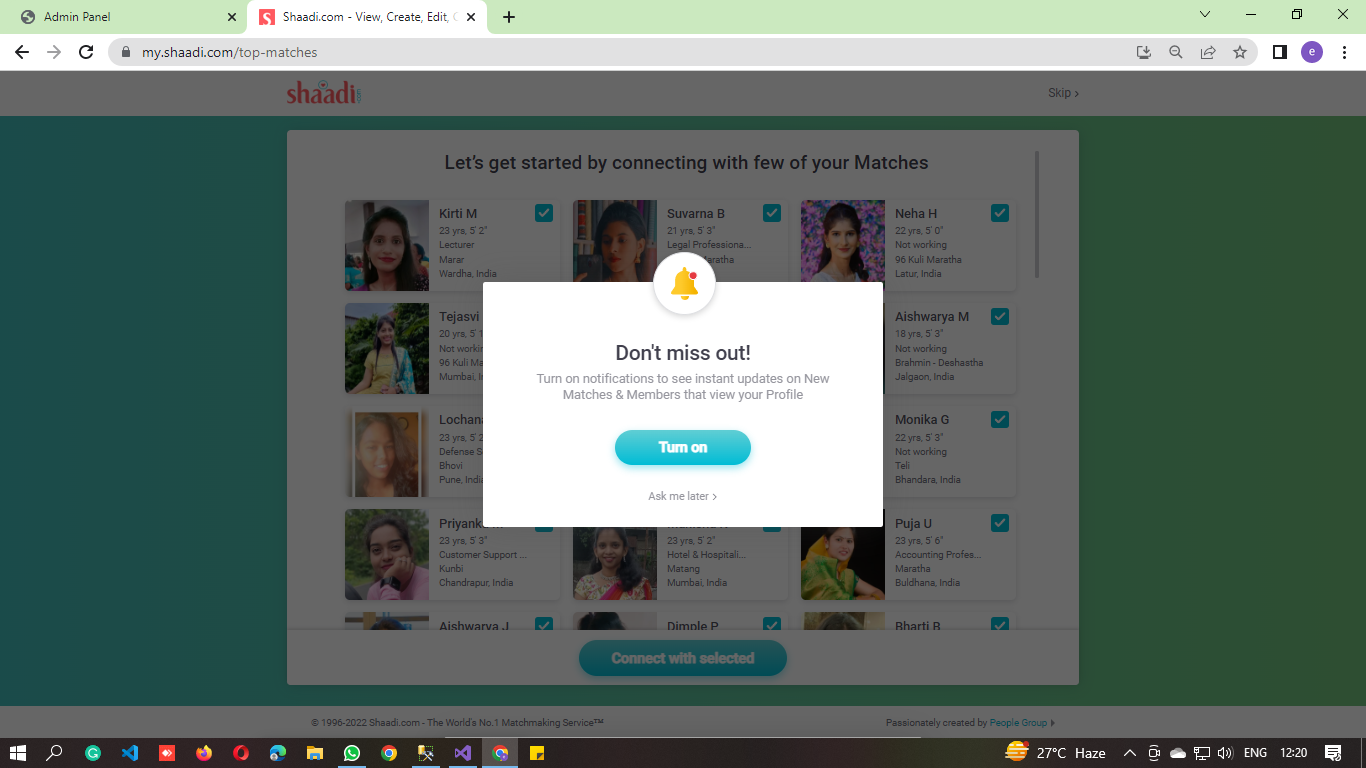 Admin Panel
Shaadi.com - View, Create, Edit,
my.shaadi.com/top-matches
e
shaadi.com
Skip
Let's get started by connecting with few of your Matches
Kirti M
23 yrs, 5' 2"
Lecturer
Marar
Wardha, India
Suvarna B
21 yrs, 5' 3"
Legal Professiona...
Neha H
22 yrs, 5' 0"
Not working
96 Kuli Maratha
Latur, India
Tejasvi
20 yrs, 5'
Not
96 Kuli
Mumbai,
Aishwarya M
18 yrs, 5' 3"
Not working
Brahmin - Deshastha
Jalgaon, India
23 yrs, 5'
Defense
Bhovi
Pune,
Monika G
22 yrs, 5' 3"
Not working
Teli
Bhandara, India
Don't miss out!
Turn on notifications to see instant updates on New
Matches & Members that view your Profile
Turn on
Ask me later
23 yrs, 5' 3"
Customer Support ...
Kunbi
Chandrapur, India
23 yrs, 5' 2"
Hotel & Hospitali...
Matang
Mumbai, India
Puja U
23 yrs, 5' 6"
Accounting Profes...
Maratha
Buldhana, India
Aishwarya J
Dimple P
Bharti B
Connect with selected
© 1996-2022 Shaadi.com - The World's No.1 Matchmaking Service™
Passionately created by People Group
27°C Haze
ENG
12:20